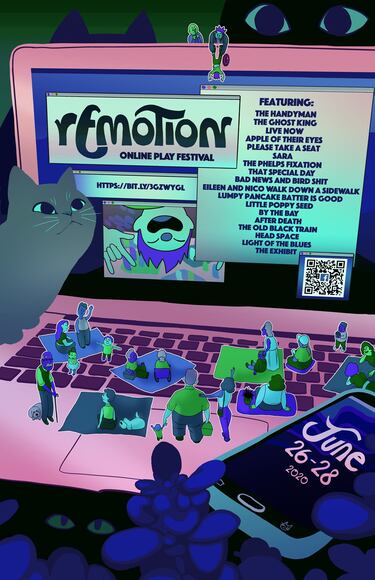 rEmotion
ONLINE PLAY FESTIVAL
HTTPS://BIT.LY/3GZWYGL
FEATURING:
THE HANDYMAN
THE GHOST KING
LIVE NOW
APPLE OF THEIR EYES
PLEASE TAKE A SEAT
SARA
THE PHELPS FIXATION
THAT SPECIAL DAY
BAD NEWS AND BIRD SHIT
EILEEN AND NICO WALK DOWN A SIDEWALK
LUMPY PANCAKE BATTER IS GOOD
LITTLE POPPY SEED
BY THE BAY
AFTER DEATH
THE OLD BLACK TRAIN
HEAD SPACE
LIGHT OF THE BLUES
THE EXHIBIT
June
26-28
2020